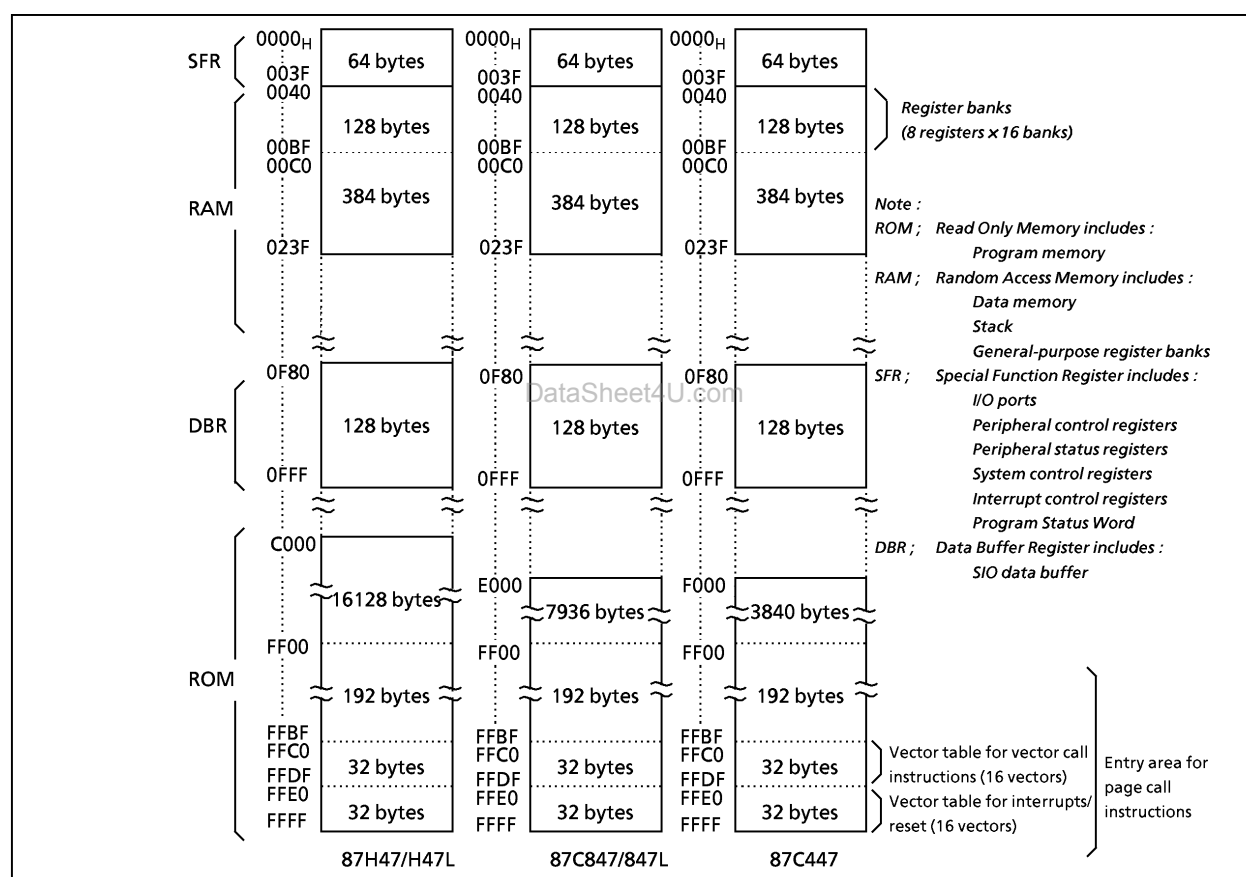 0000H 0000H 0000H
SFR 64 bytes 64 bytes 64 bytes
003F 003F 003F
0040 0040 0040
Register banks
(8 registers × 16 banks)
128 bytes 128 bytes 128 bytes
00BF 00BF 00BF
00C0 00C0 00C0
RAM 384 bytes 384 bytes 384 bytes
023F 023F 023F
Note :
ROM ; Read Only Memory includes :
Program memory
RAM ; Random Access Memory includes :
Data memory
Stack
General-purpose register banks
SFR ; Special Function Register includes :
I/O ports
Peripheral control registers
Peripheral status registers
System control registers
Interrupt control registers
Program Status Word
DBR ; Data Buffer Register includes :
SIO data buffer
0F80 0F80 0F80
DataSheet4U.com
DBR 128 bytes 128 bytes 128 bytes
0FFF 0FFF 0FFF
C000 E000 F000
16128 bytes 7936 bytes 3840 bytes
FF00 FF00 FF00
ROM 192 bytes 192 bytes 192 bytes
FFBF FFBF FFBF
FFC0 FFC0 FFC0
32 bytes 32 bytes 32 bytes
FFDF FFDF FFDF
FFE0 FFE0 FFE0
32 bytes 32 bytes 32 bytes
FFFF FFFF FFFF
Vector table for vector call
instructions (16 vectors)
Vector table for interrupts/
reset (16 vectors)
Entry area for
page call
instructions
87H47/H47L 87C847/847L 87C447